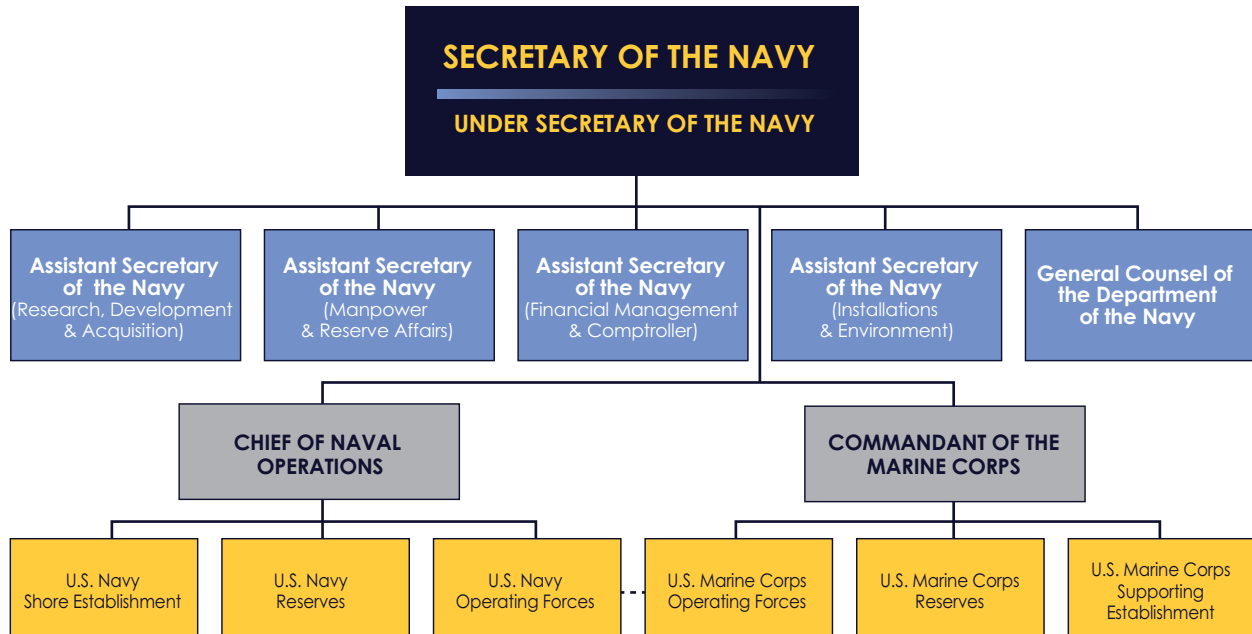 SECRETARY OF THE NAVY
UNDER SECRETARY OF THE NAVY
Assistant Secretary
of the Navy
(Research, Development
& Acquisition)
Assistant Secretary
of the Navy
(Manpower
& Reserve Affairs)
Assistant Secretary
of the Navy
(Financial Management
& Comptroller)
Assistant Secretary
of the Navy
(Installations
& Environment)
General Counsel of
the Department
of the Navy
CHIEF OF NAVAL
OPERATIONS
COMMANDANT OF THE
MARINE CORPS
U.S. Navy
Shore Establishment
U.S. Navy
Reserves
U.S. Navy
Operating Forces
U.S. Marine Corps
Operating Forces
U.S. Marine Corps
Reserves
U.S. Marine Corps
Supporting
Establishment